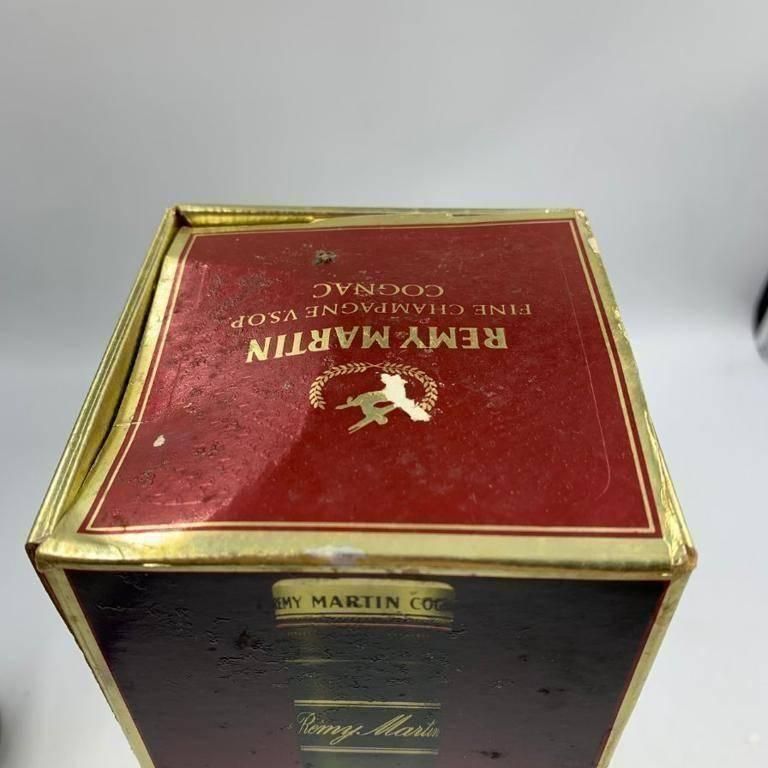 REMY MARTIN
FINE CHAMPAGNE V.S.O.P
COGNAC
REMY MARTIN COG
Rémy Martin